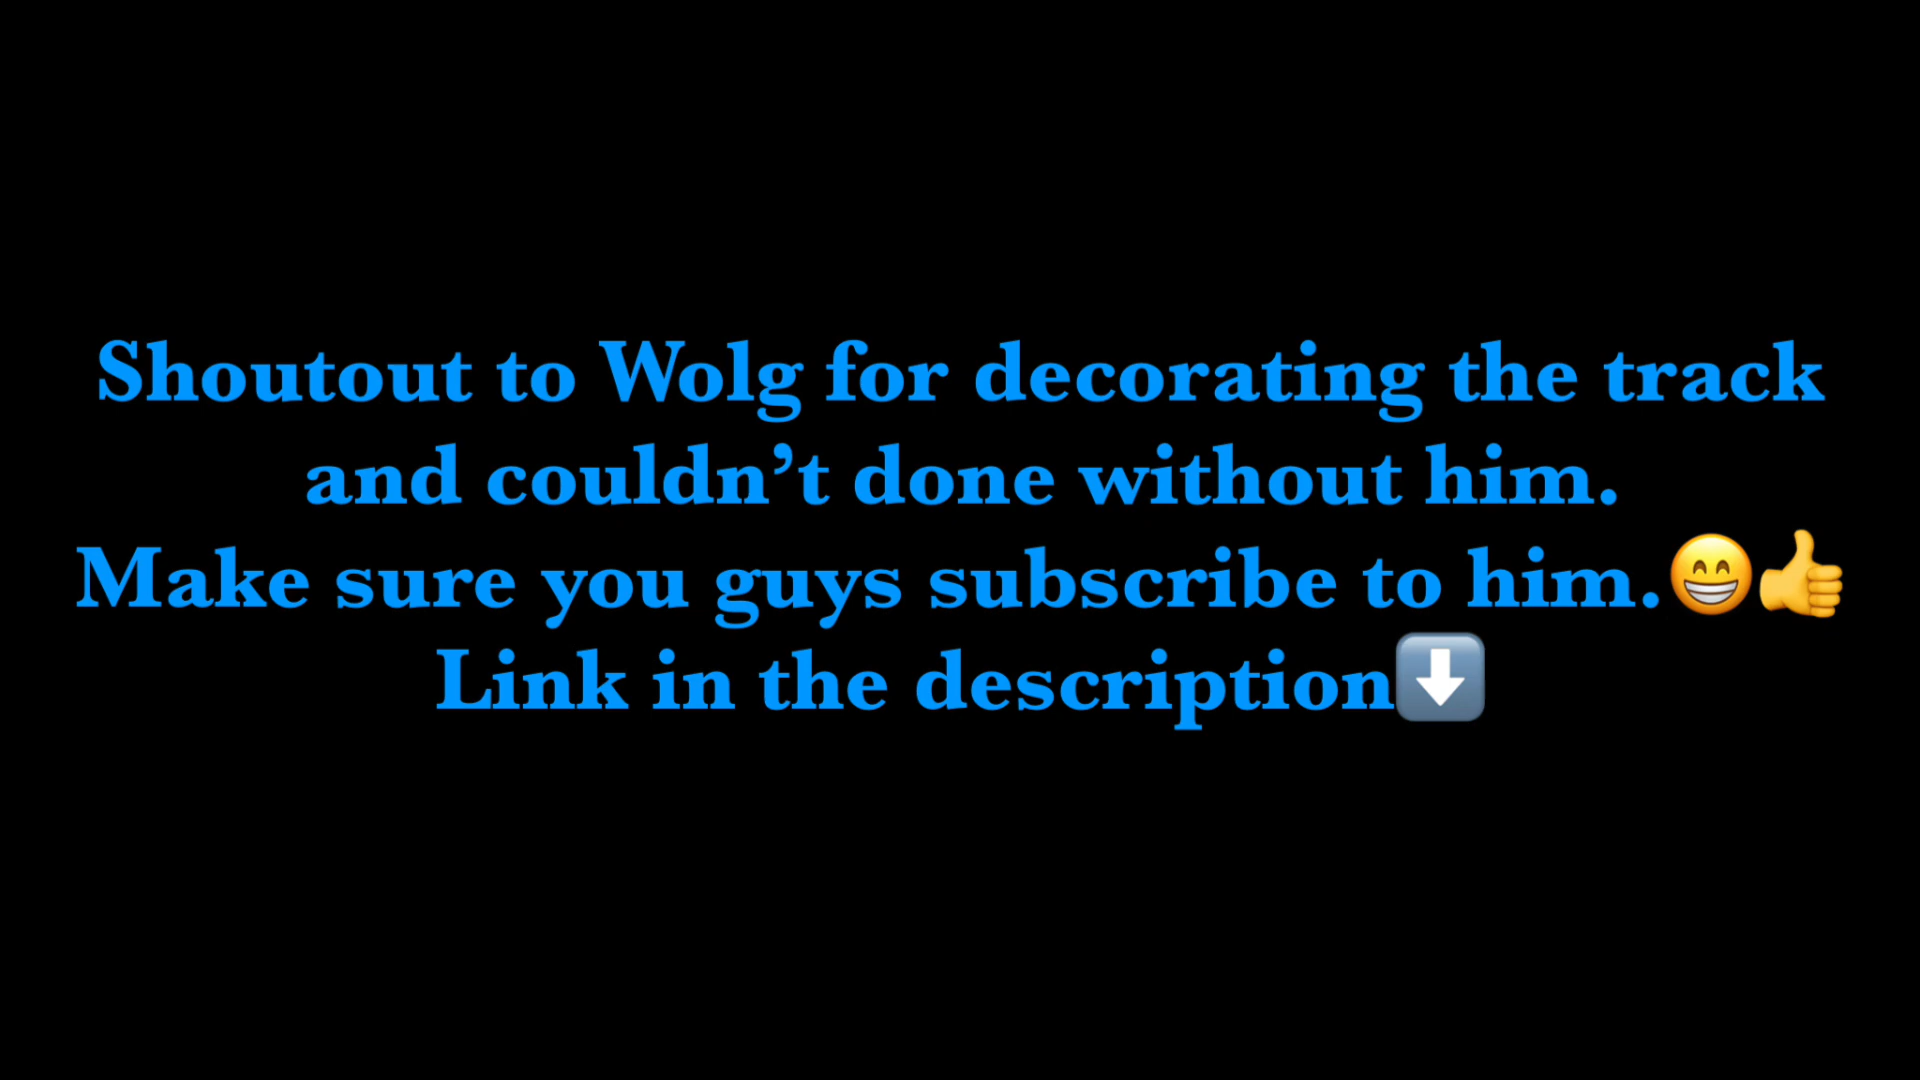 Shoutout to Wolg for decorating the track
and couldn’t done without him.
Make sure you guys subscribe to him.😁👍
Link in the description⬇️